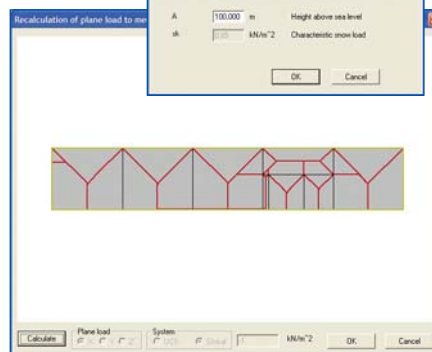 A 100,000 m Height above sea level
sk kN/m^2 Characteristic snow load
OK Cancel
Recalculation of plane load to me
Calculate Plane load X Y Z System UCS Global kN/m^2 OK Cancel